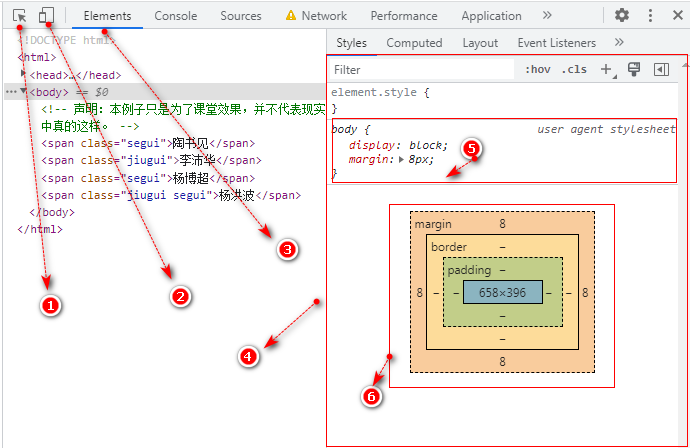 Elements Console Sources Network Performance Application »
Styles Computed Layout Event Listeners »
<!DOCTYPE html>
<html>
<head>…</head>
<body> == $0
<!-- 声明：本例子只是为了课堂效果，并不代表现实
中真的这样。 -->
<span class="segui">陶书见</span>
<span class="jiugui">李沛华</span>
<span class="segui">杨博超</span>
<span class="jiugui segui">杨洪波</span>
</body>
</html>
Filter :hov .cls +
element.style {
}
body { user agent stylesheet
display: block;
margin: 8px;
}
margin 8
border –
padding –
8 – – 658×396 – – 8
–
–
8
1
2
3
4
5
6